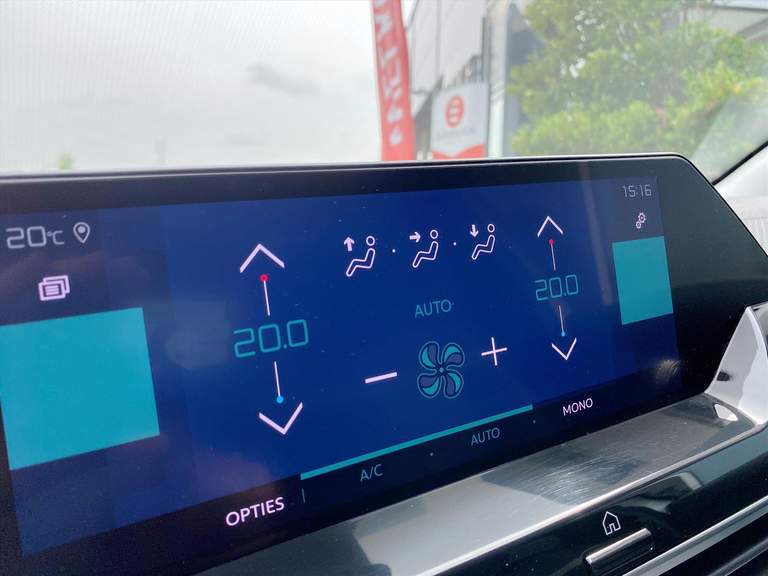 20°C
15:16
20.0
20.0
AUTO
OPTIES
A/C
AUTO
MONO